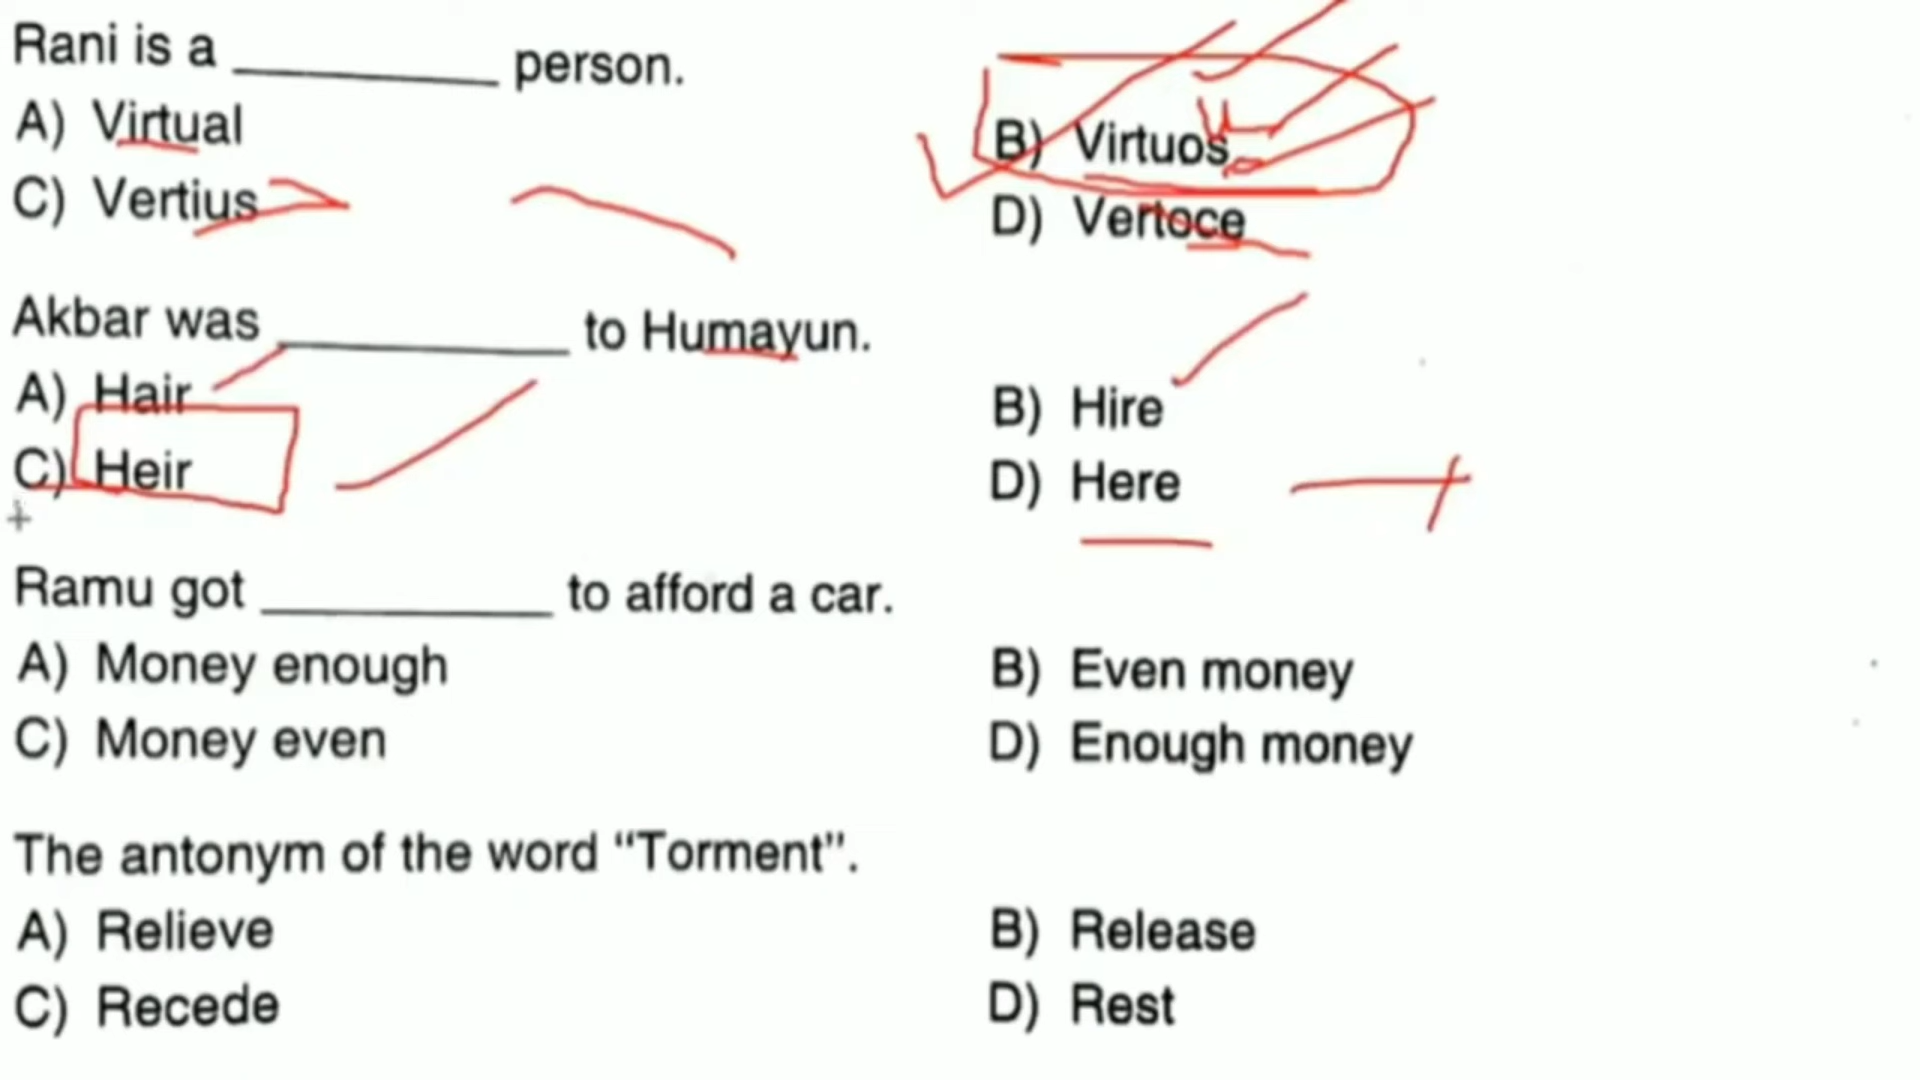 Rani is a ________ person.
A) Virtual
B) Virtuos
C) Vertius
D) Vertoce
Akbar was ________ to Humayun.
A) Hair
B) Hire
C) Heir
D) Here
Ramu got ________ to afford a car.
A) Money enough
B) Even money
C) Money even
D) Enough money
The antonym of the word “Torment”.
A) Relieve
B) Release
C) Recede
D) Rest